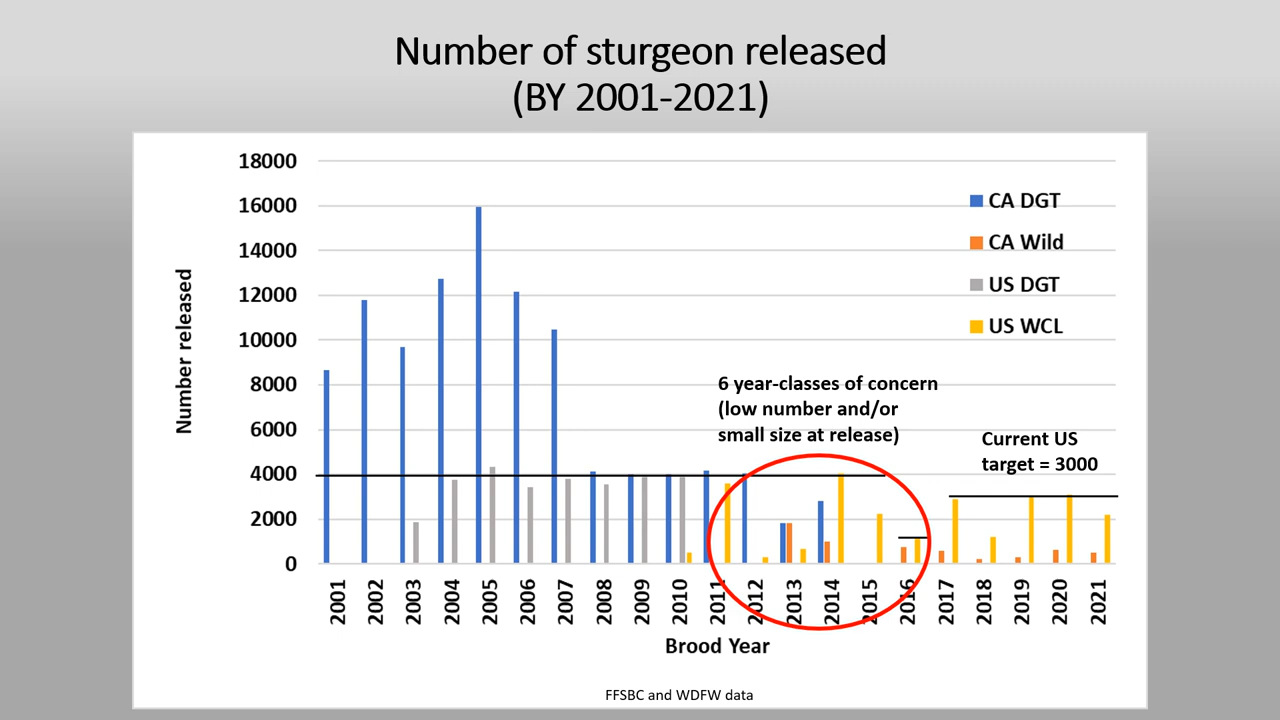 Number of sturgeon released
(BY 2001-2021)
18000
16000
14000
12000
10000
8000
6000
4000
2000
0
Number released
CA DGT
CA Wild
US DGT
US WCL
6 year-classes of concern
(low number and/or
small size at release)
Current US
target = 3000
2001
2002
2003
2004
2005
2006
2007
2008
2009
2010
2011
2012
2013
2014
2015
2016
2017
2018
2019
2020
2021
Brood Year
FFSBC and WDFW data